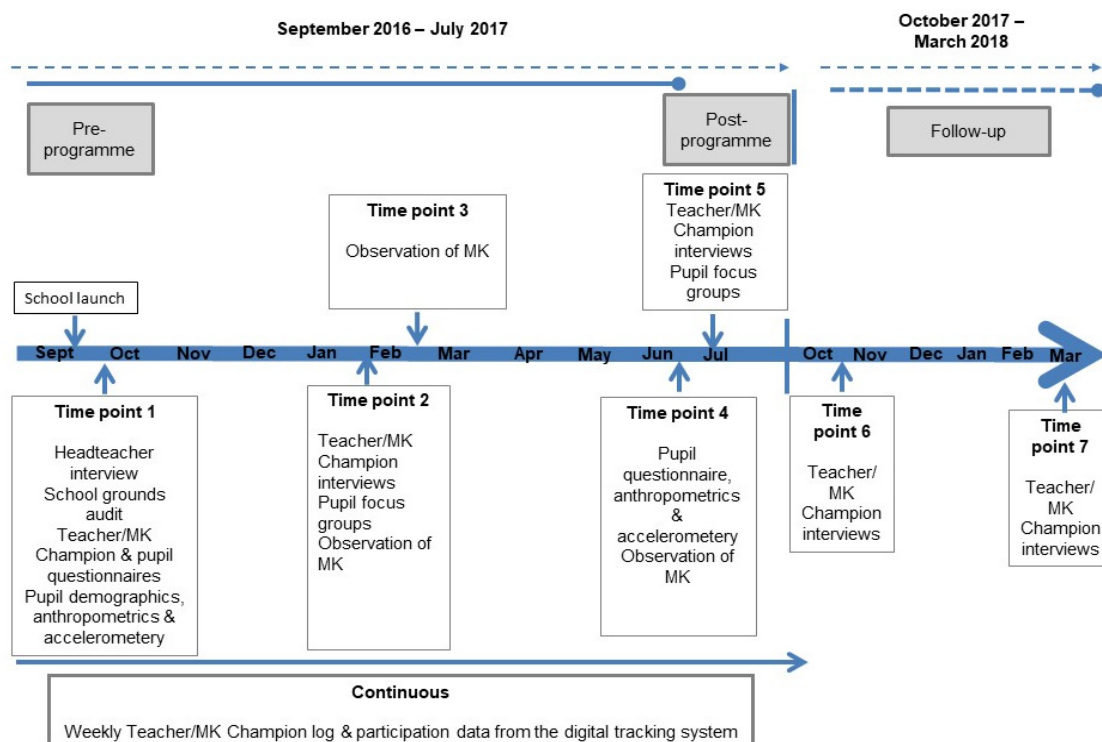 September 2016 – July 2017
October 2017 –
March 2018
Pre-
programme
Post-
programme
Follow-up
Time point 3
Observation of MK
Time point 5
Teacher/MK
Champion
interviews
Pupil focus
groups
School launch
Sept Oct Nov Dec Jan Feb Mar Apr May Jun Jul Oct Nov Dec Jan Feb Mar
Time point 1
Headteacher
interview
School grounds
audit
Teacher/MK
Champion & pupil
questionnaires
Pupil demographics,
anthropometrics &
accelerometery
Time point 2
Teacher/MK
Champion
interviews
Pupil focus
groups
Observation of
MK
Time point 4
Pupil
questionnaire,
anthropometrics
&
accelerometery
Observation of
MK
Time
point 6
Teacher/
MK
Champion
interviews
Time
point 7
Teacher/
MK
Champion
interviews
Continuous
Weekly Teacher/MK Champion log & participation data from the digital tracking system